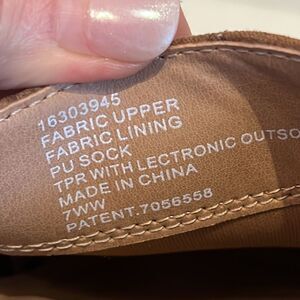 16303945
FABRIC UPPER
FABRIC LINING
PU SOCK
TPR WITH LECTRONIC OUTSO
MADE IN CHINA
7WW
PATENT.7056558